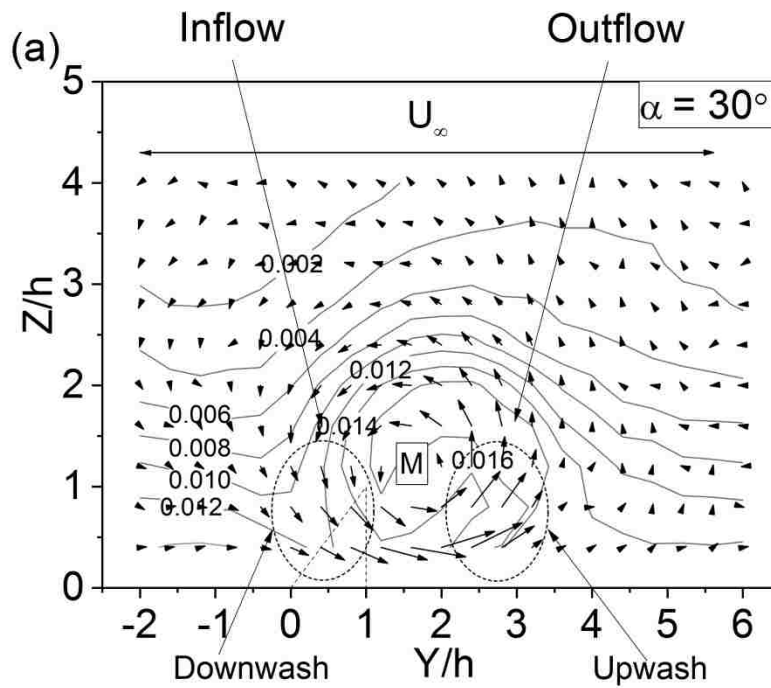 Inflow Outflow
(a)
5
U∞ α = 30°
4
0.002
3
Z/h
0.004
0.012
2
0.006
0.014
0.008
M 0.016
0.010
1
0.012
0
-2 -1 0 1 2 3 4 5 6
Downwash Y/h Upwash